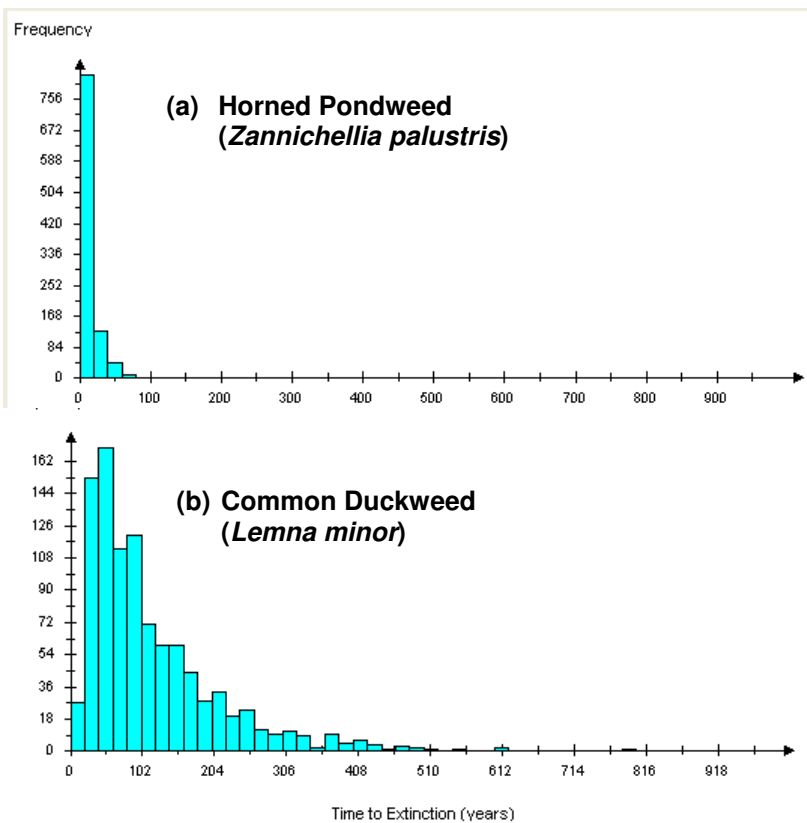 Frequency
(a) Horned Pondweed
(Zannichellia palustris)
756
672
588
504
420
336
252
168
84
0
0 100 200 300 400 500 600 700 800 900
(b) Common Duckweed
(Lemna minor)
162
144
126
108
90
72
54
36
18
0
0 102 204 306 408 510 612 714 816 918
Time to Extinction (years)